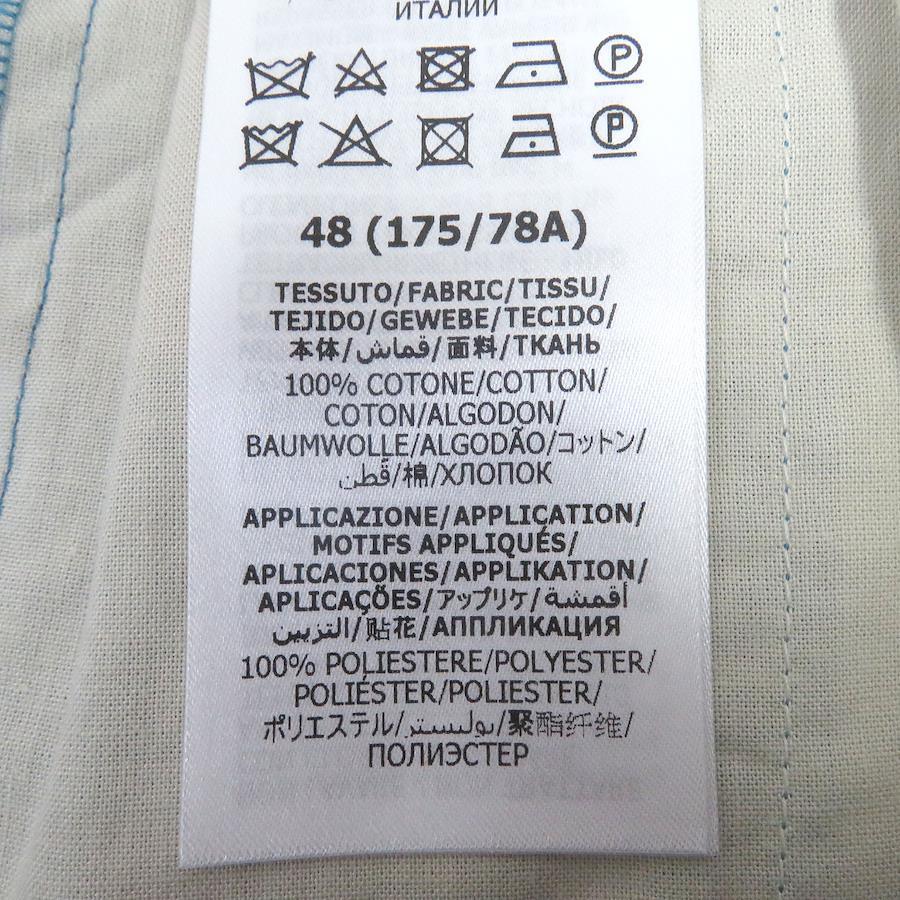 ИТАЛИИ
P
P
48 (175/78A)
TESSUTO/FABRIC/TISSU/
TEJIDO/GEWEBE/TECIDO/
本体/قماش/面料/ТКАНЬ
100% COTONE/COTTON/
COTON/ALGODON/
BAUMWOLLE/ALGODÃO/コットン/
قُطن/棉/ХЛОПОК
APPLICAZIONE/APPLICATION/
MOTIFS APPLIQUÉS/
APLICACIONES/APPLIKATION/
APLICAÇÕES/アップリケ/أقمشة
التزيين/贴花/АППЛИКАЦИЯ
100% POLIESTERE/POLYESTER/
POLIÉSTER/POLIESTER/
ポリエステル/بوليستر/聚酯纤维/
ПОЛИЭСТЕР